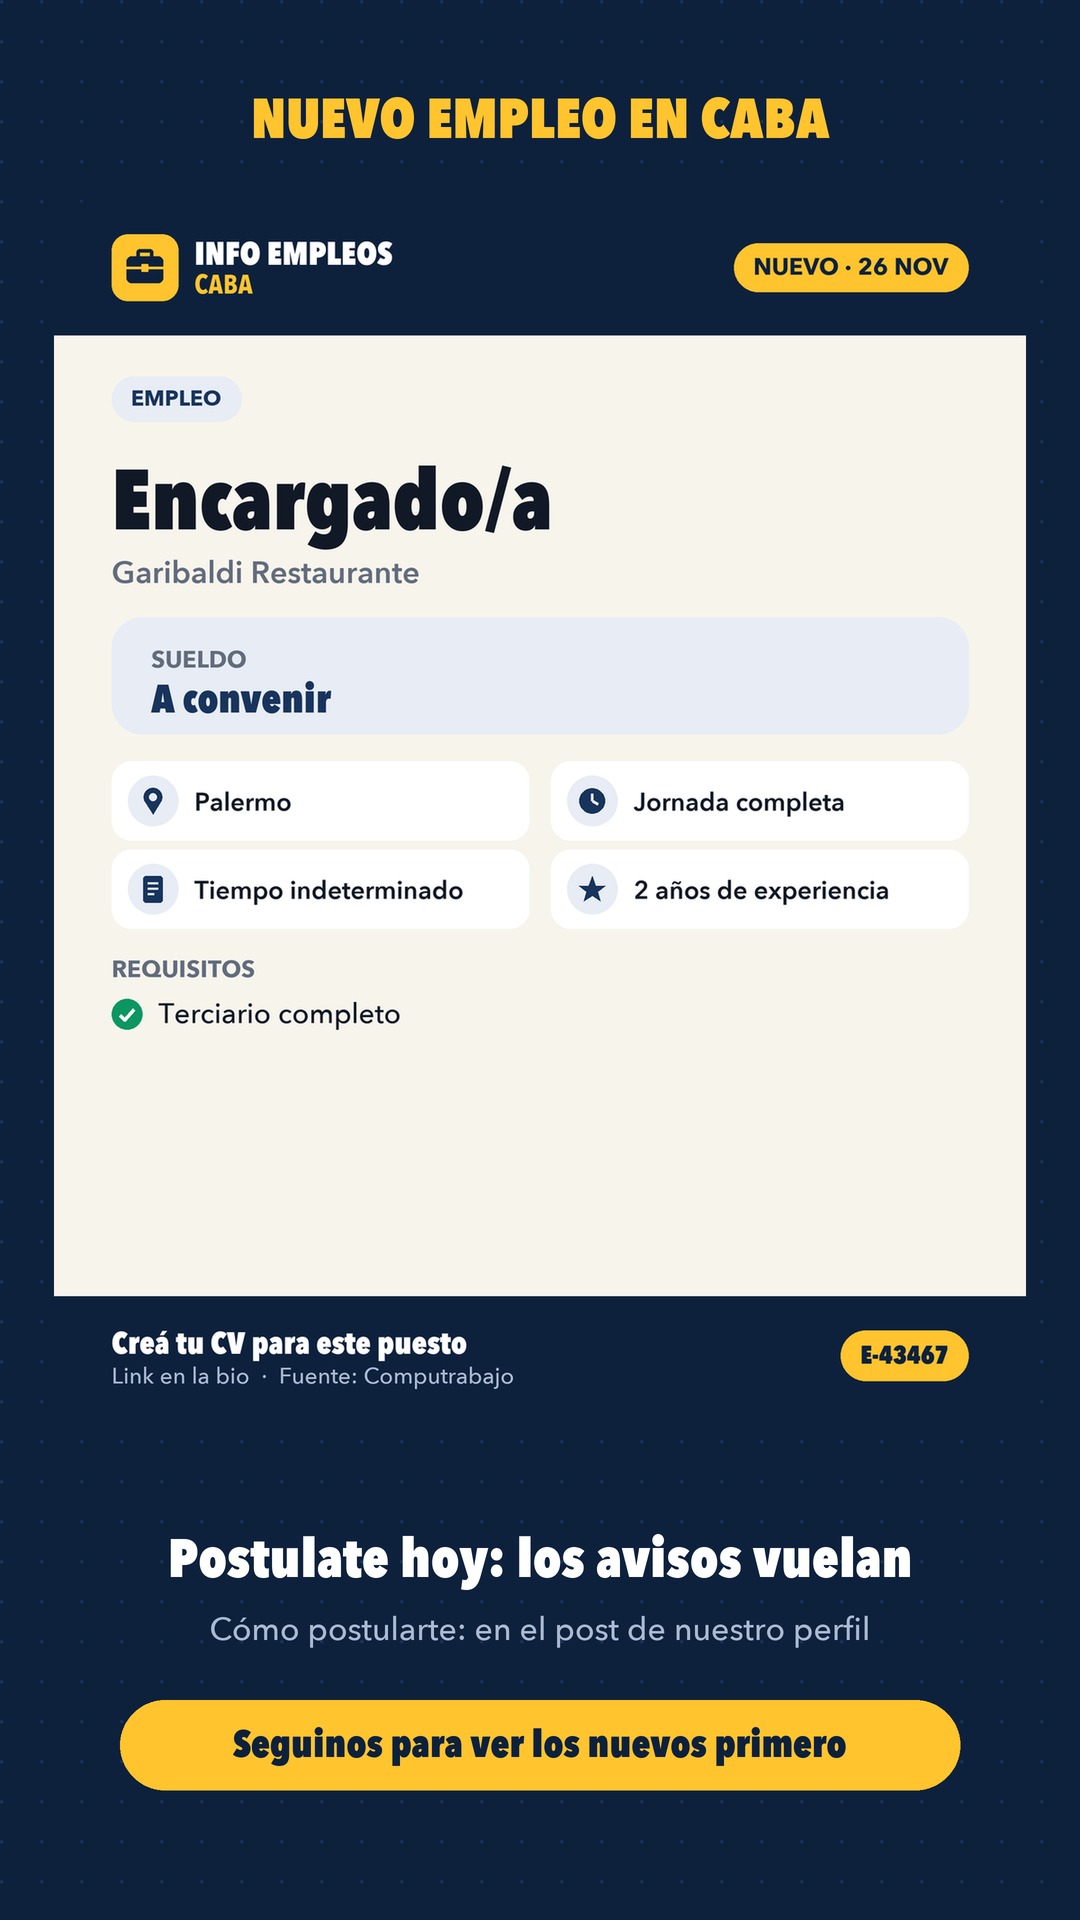 NUEVO EMPLEO EN CABA
INFO EMPLEOS
CABA
NUEVO · 26 NOV
EMPLEO
Encargado/a
Garibaldi Restaurante
SUELDO
A convenir
Palermo
Jornada completa
Tiempo indeterminado
2 años de experiencia
REQUISITOS
Terciario completo
Creá tu CV para este puesto
Link en la bio · Fuente: Computrabajo
E-43467
Postulate hoy: los avisos vuelan
Cómo postularte: en el post de nuestro perfil
Seguinos para ver los nuevos primero